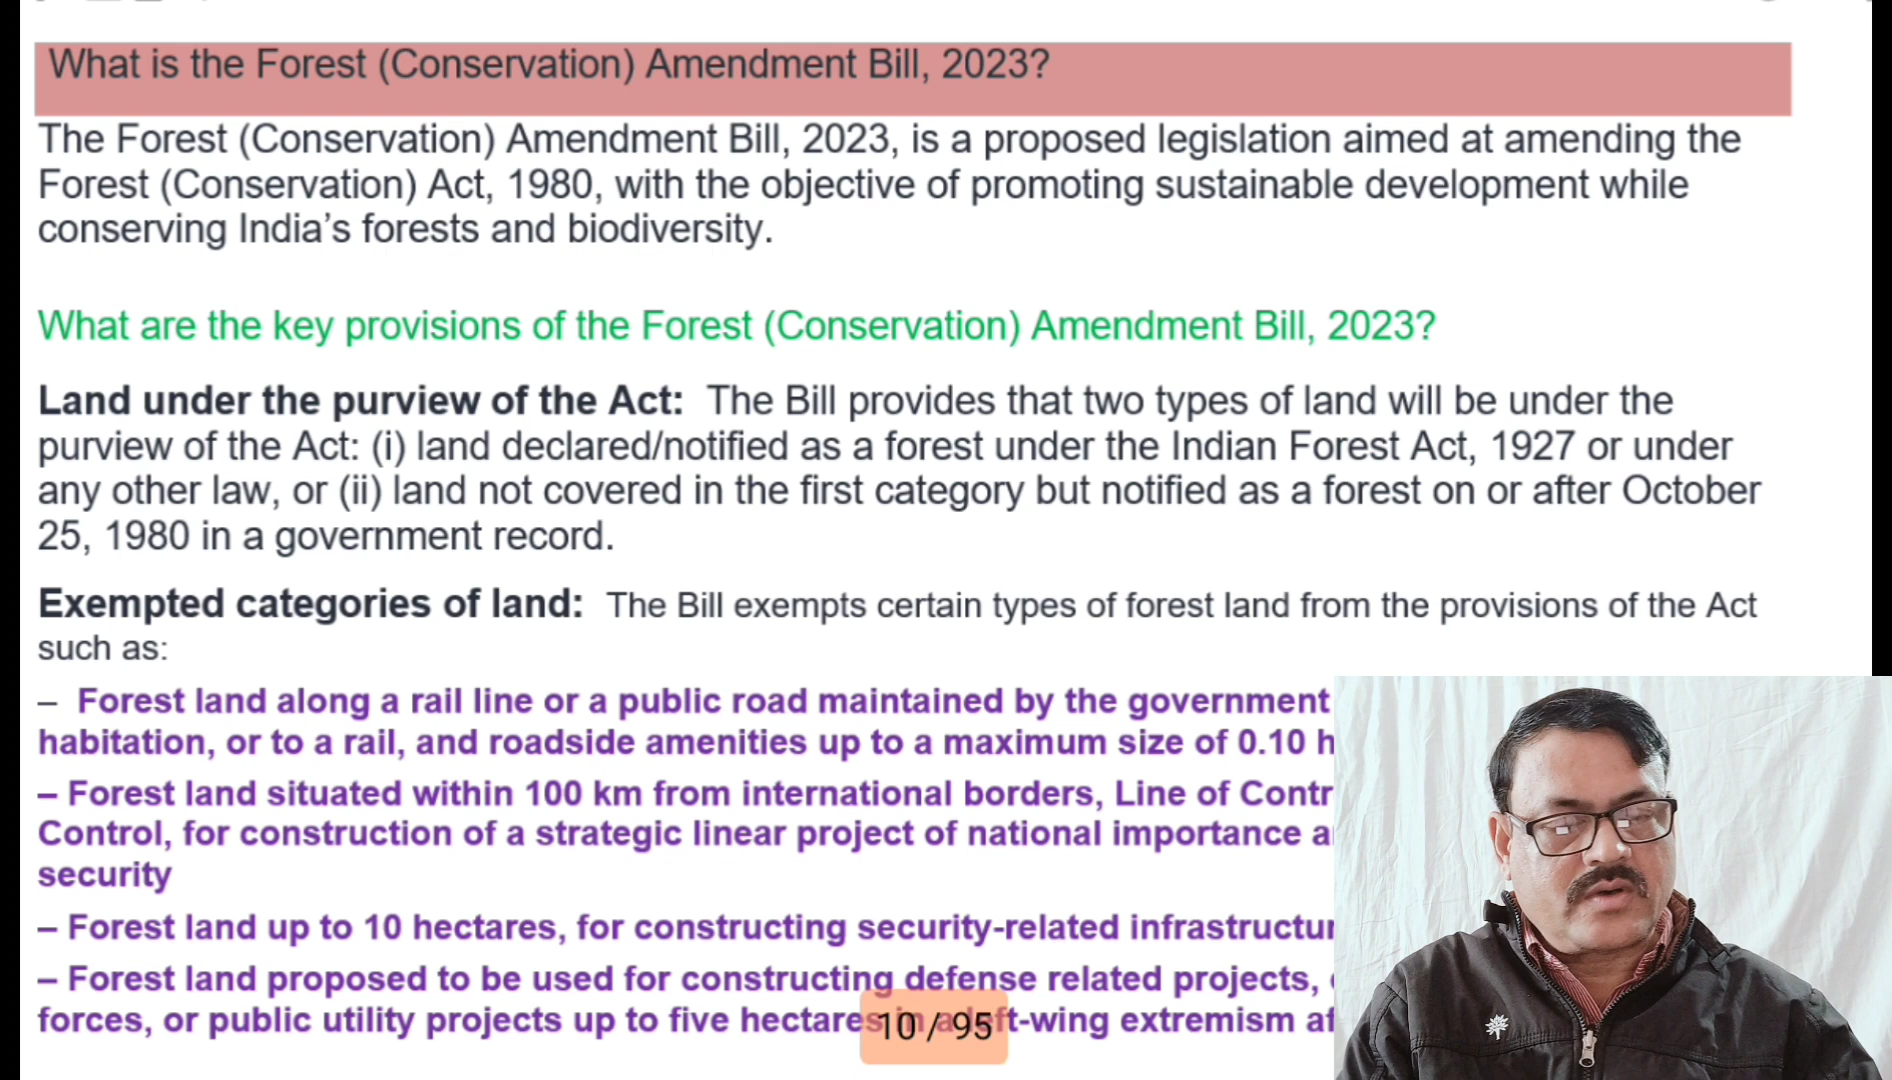 What is the Forest (Conservation) Amendment Bill, 2023?
The Forest (Conservation) Amendment Bill, 2023, is a proposed legislation aimed at amending the
Forest (Conservation) Act, 1980, with the objective of promoting sustainable development while
conserving India’s forests and biodiversity.
What are the key provisions of the Forest (Conservation) Amendment Bill, 2023?
Land under the purview of the Act: The Bill provides that two types of land will be under the
purview of the Act: (i) land declared/notified as a forest under the Indian Forest Act, 1927 or under
any other law, or (ii) land not covered in the first category but notified as a forest on or after October
25, 1980 in a government record.
Exempted categories of land: The Bill exempts certain types of forest land from the provisions of the Act
such as:
– Forest land along a rail line or a public road maintained by the government
habitation, or to a rail, and roadside amenities up to a maximum size of 0.10
– Forest land situated within 100 km from international borders, Line of
Control, for construction of a strategic linear project of national importance
security
– Forest land up to 10 hectares, for constructing security-related
– Forest land proposed to be used for constructing defense related projects,
forces, or public utility projects up to five hectares in a left-wing extremism
10 / 95